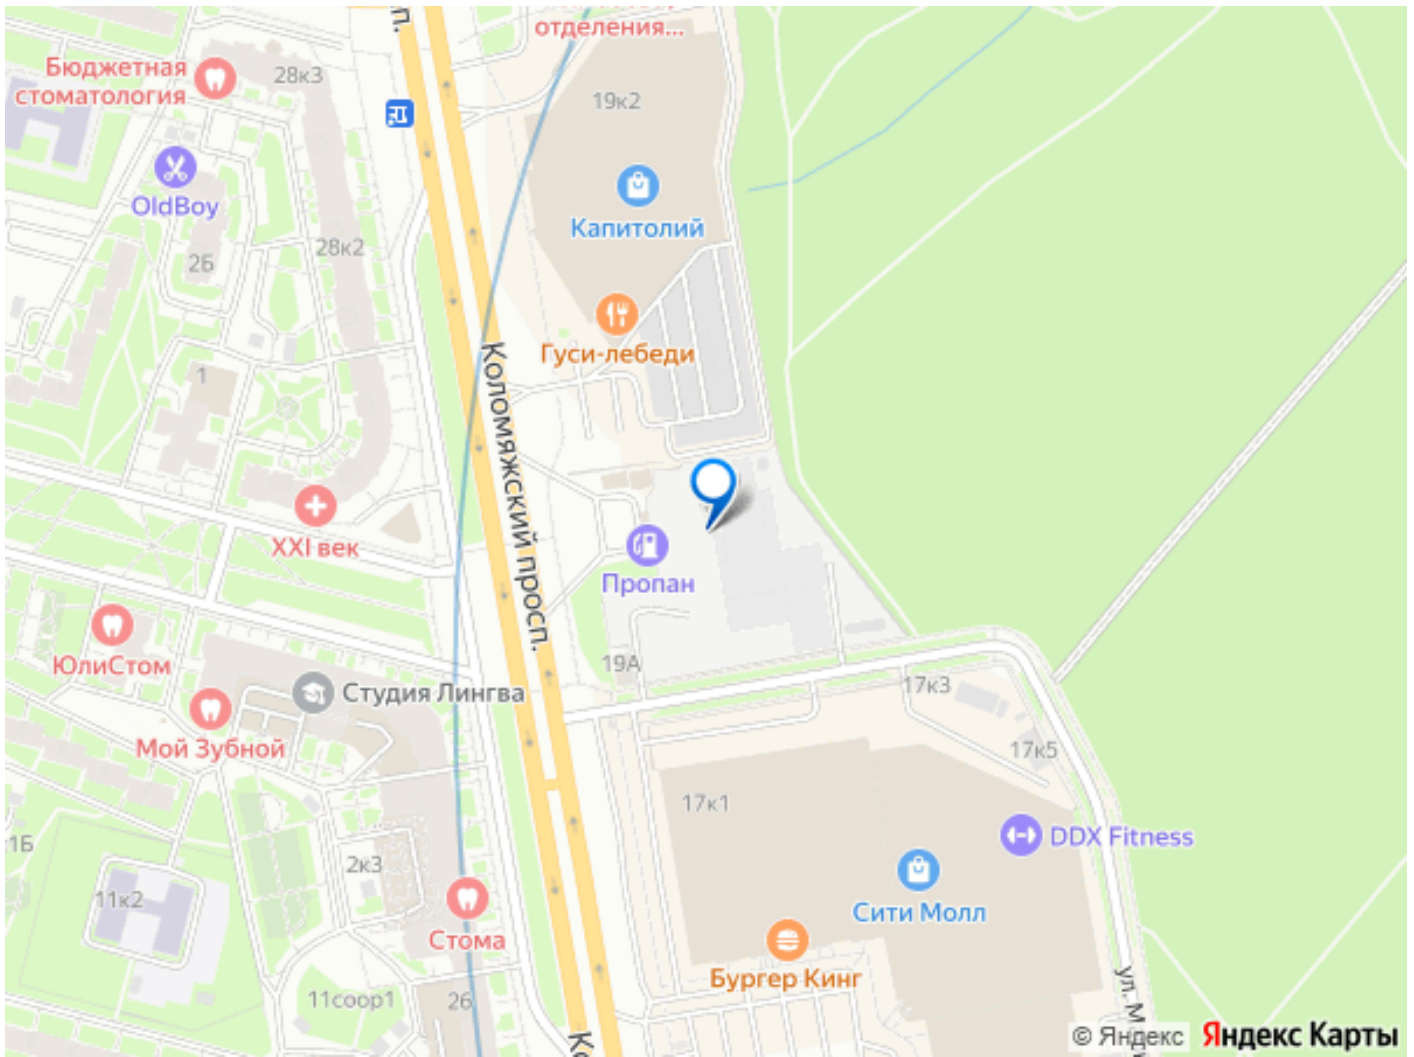 п.
отделения...
Бюджетная
стоматология
28к3
19к2
OldBoy
Капитолий
28к2
2Б
Гуси-лебеди
Коломяжский просп.
1
XXI век
Пропан
ЮлиСтом
19А
Студия Лингва
17к3
Мой Зубной
17к5
17к1
1Б
DDX Fitness
2к3
11к2
Сити Молл
Стома
Бургер Кинг
11соор1
26
ул. М
Ко
© Яндекс Яндекс Карты